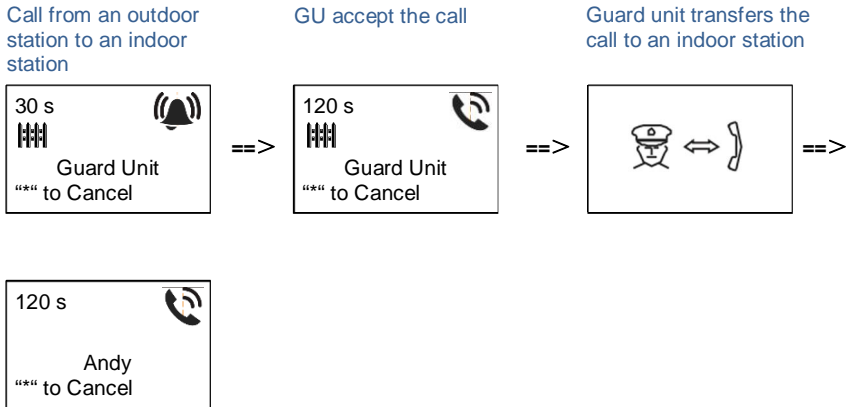 Call from an outdoor
station to an indoor
station
GU accept the call
Guard unit transfers the
call to an indoor station
30 s
Guard Unit
“*“ to Cancel
==>
120 s
Guard Unit
“*“ to Cancel
==>
==>
120 s
Andy
“*“ to Cancel